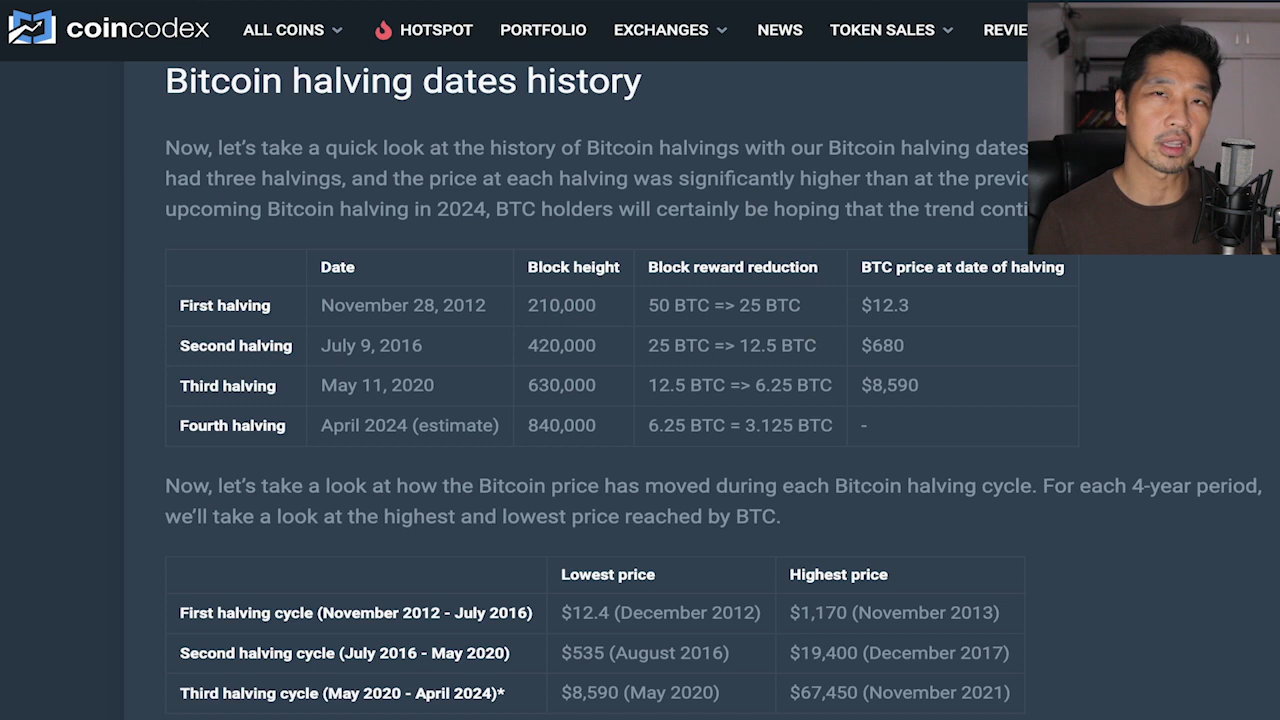 coincodex ALL COINS HOTSPOT PORTFOLIO EXCHANGES NEWS TOKEN SALES REVIE
Bitcoin halving dates history
Now, let's take a quick look at the history of Bitcoin halvings with our Bitcoin halving dates
had three halvings, and the price at each halving was significantly higher than at the previo
upcoming Bitcoin halving in 2024, BTC holders will certainly be hoping that the trend conti
Date Block height Block reward reduction BTC price at date of halving
First halving November 28, 2012 210,000 50 BTC => 25 BTC $12.3
Second halving July 9, 2016 420,000 25 BTC => 12.5 BTC $680
Third halving May 11, 2020 630,000 12.5 BTC => 6.25 BTC $8,590
Fourth halving April 2024 (estimate) 840,000 6.25 BTC = 3.125 BTC -
Now, let's take a look at how the Bitcoin price has moved during each Bitcoin halving cycle. For each 4-year period,
we'll take a look at the highest and lowest price reached by BTC.
Lowest price Highest price
First halving cycle (November 2012 - July 2016) $12.4 (December 2012) $1,170 (November 2013)
Second halving cycle (July 2016 - May 2020) $535 (August 2016) $19,400 (December 2017)
Third halving cycle (May 2020 - April 2024)* $8,590 (May 2020) $67,450 (November 2021)